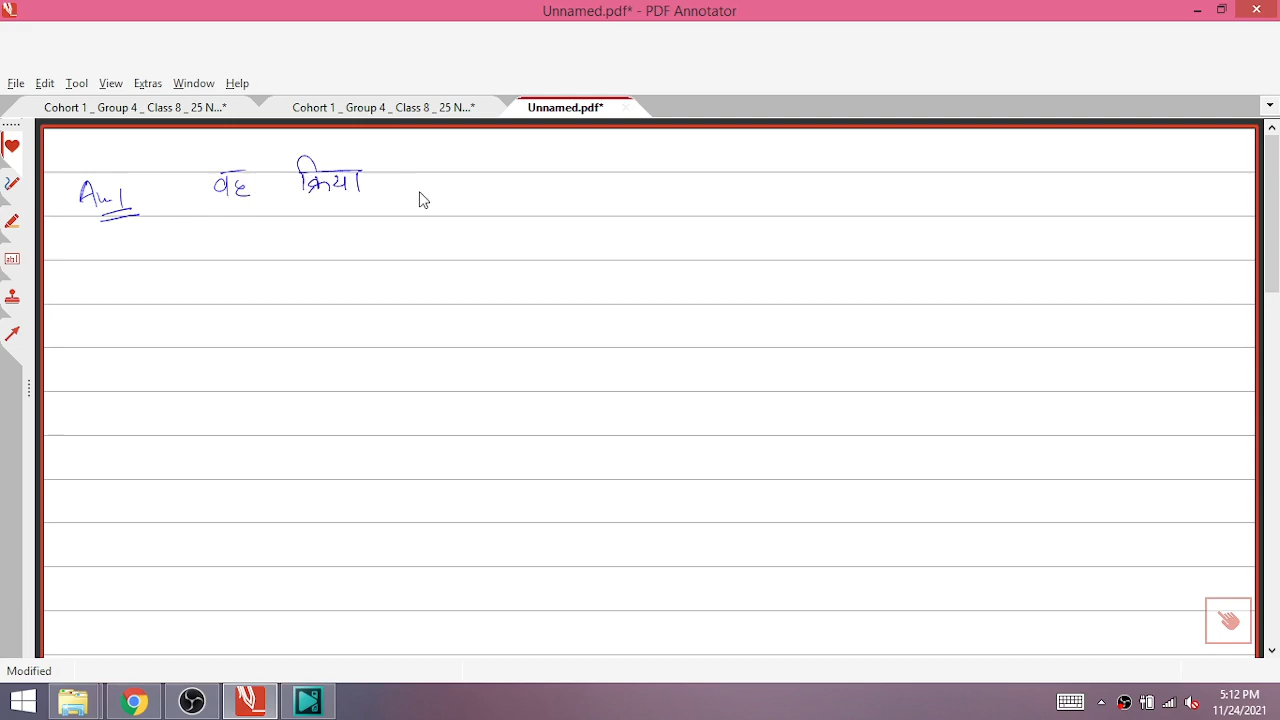 Unnamed.pdf* - PDF Annotator
File Edit Tool View Extras Window Help
Cohort 1 _ Group 4 _ Class 8 _ 25 N...* Cohort 1 _ Group 4 _ Class 8 _ 25 N...* Unnamed.pdf*
Ans 1 वह क्रिया
Modified
5:12 PM
11/24/2021